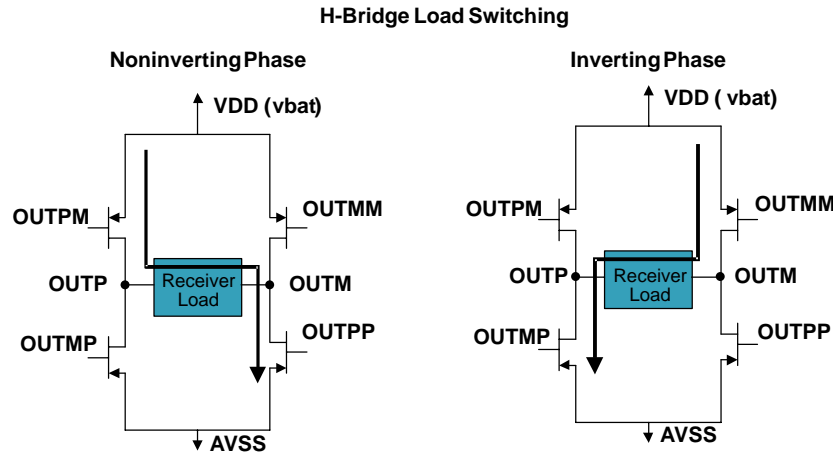 H-Bridge Load Switching
Noninverting Phase
VDD (vbat)
OUTPM
OUTMM
OUTP
Receiver
Load
OUTM
OUTMP
OUTPP
AVSS
Inverting Phase
VDD ( vbat)
OUTPM
OUTMM
OUTP
Receiver
Load
OUTM
OUTMP
OUTPP
AVSS